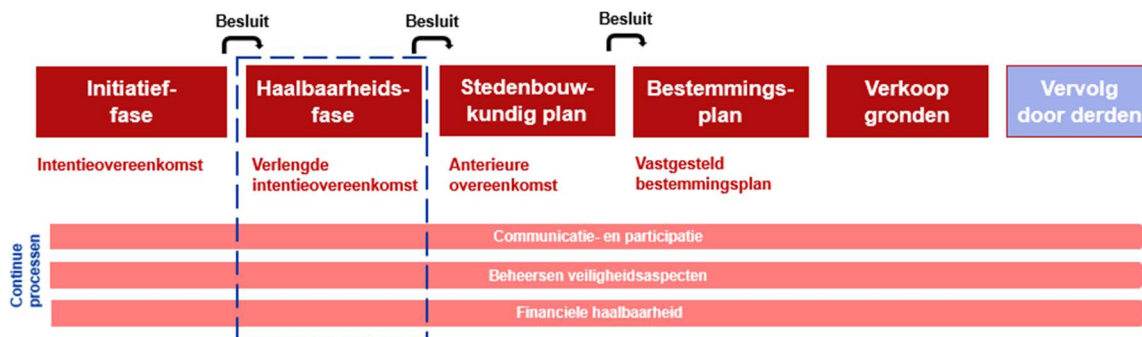 Besluit
Besluit
Besluit
Initiatief-
fase
Haalbaarheids-
fase
Stedenbouw-
kundig plan
Bestemmings-
plan
Verkoop
gronden
Vervolg
door derden
Intentieovereenkomst
Verlengde
intentieovereenkomst
Anterieure
overeenkomst
Vastgesteld
bestemmingsplan
Continue
processen
Communicatie- en participatie
Beheersen veiligheidsaspecten
Financiele haalbaarheid